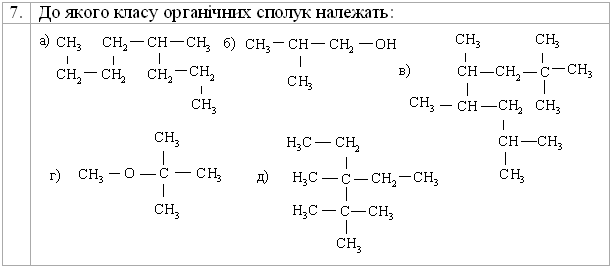 7. До якого класу органічних сполук належать:
а) CH₃ CH₂ — CH — CH₃ б) CH₃ — CH — CH₂ — OH CH₃ CH₃
CH₂ — CH₂ CH₂ — CH₂ CH₃ в) CH — CH₂ — C — CH₃
CH₃ CH₃ — CH — CH₂ CH₃
CH₃ CH — CH₃
H₃C — CH₂
г) CH₃ — O — C — CH₃ д) H₃C — C — CH₂ — CH₃ CH₃
CH₃ H₃C — C — CH₃
CH₃